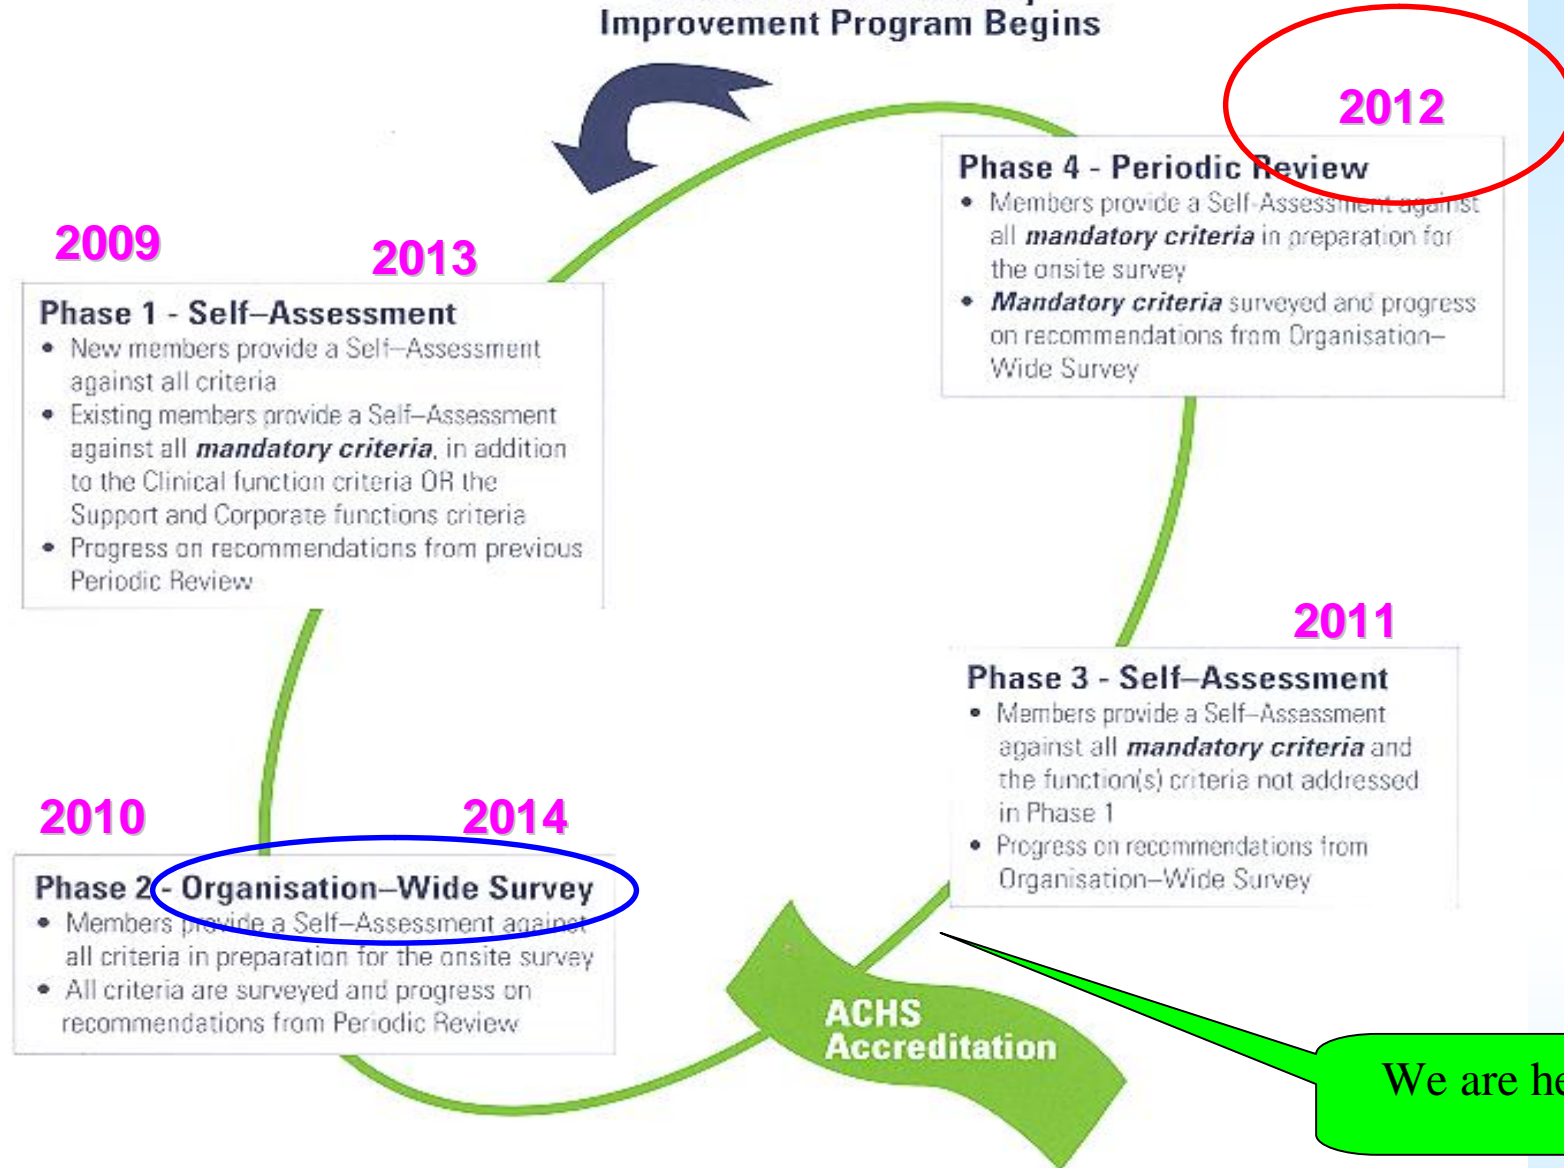 Improvement Program Begins
2012
Phase 4 - Periodic Review
• Members provide a Self-Assessment against
all mandatory criteria in preparation for
the onsite survey
• Mandatory criteria surveyed and progress
on recommendations from Organisation–
Wide Survey
2009
2013
Phase 1 - Self–Assessment
• New members provide a Self–Assessment
against all criteria
• Existing members provide a Self–Assessment
against all mandatory criteria, in addition
to the Clinical function criteria OR the
Support and Corporate functions criteria
• Progress on recommendations from previous
Periodic Review
2011
Phase 3 - Self–Assessment
• Members provide a Self–Assessment
against all mandatory criteria and
the function(s) criteria not addressed
in Phase 1
• Progress on recommendations from
Organisation–Wide Survey
2010
2014
Phase 2 - Organisation–Wide Survey
• Members provide a Self–Assessment against
all criteria in preparation for the onsite survey
• All criteria are surveyed and progress on
recommendations from Periodic Review
ACHS
Accreditation
We are